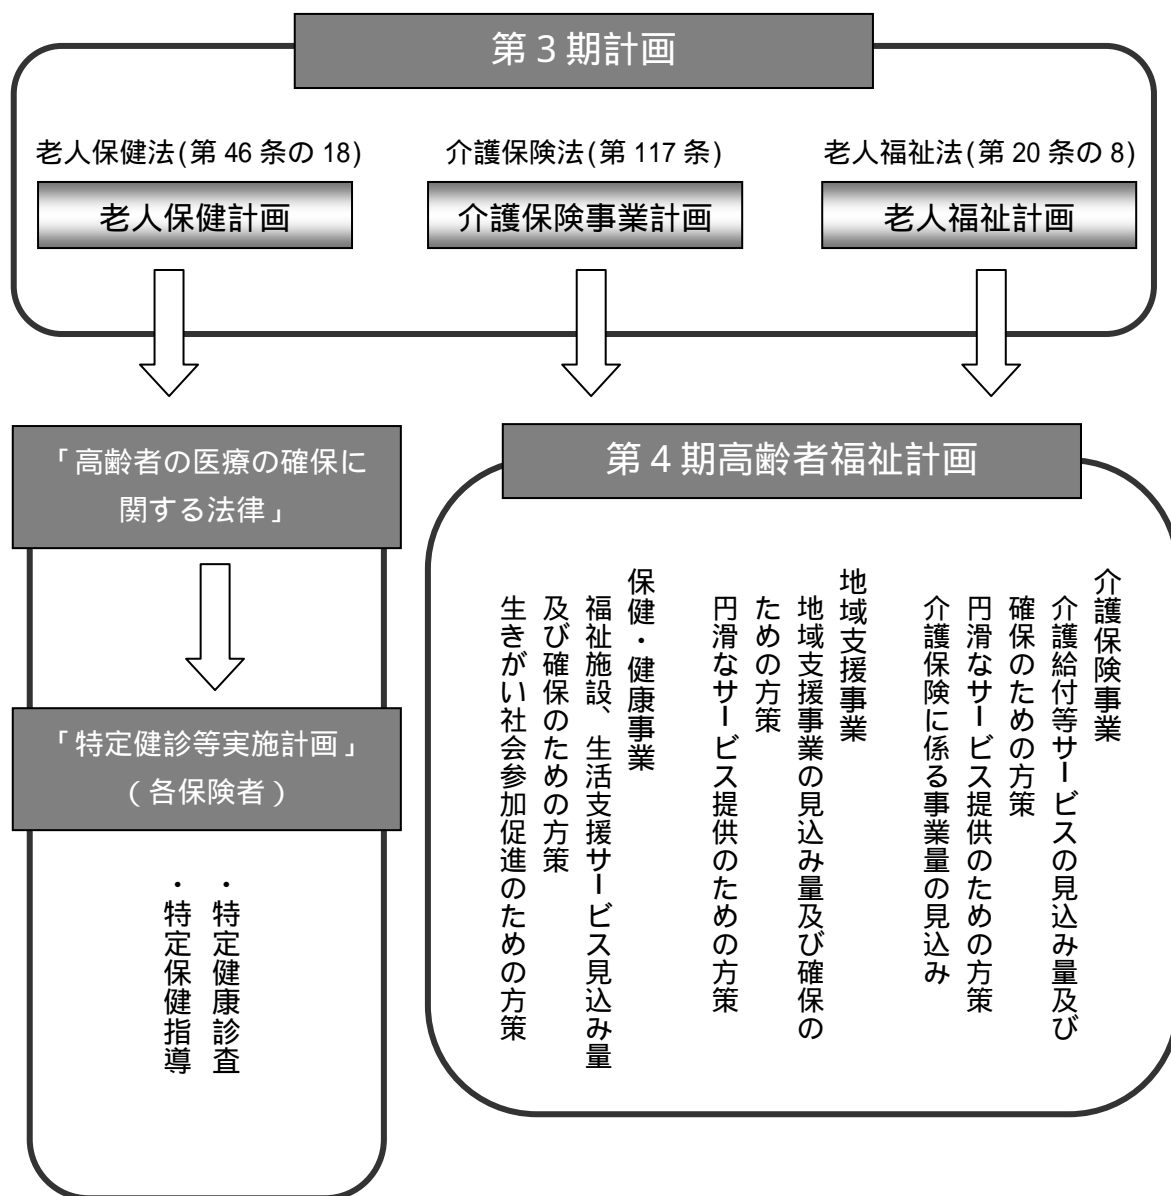 第3期計画
老人保健法(第46条の18)
老人保健計画
介護保険法(第117条)
介護保険事業計画
老人福祉法(第20条の8)
老人福祉計画
「高齢者の医療の確保に
関する法律」
「特定健診等実施計画」
(各保険者)
・特定健康診査
・特定保健指導
第4期高齢者福祉計画
介護保険事業
介護給付等サービスの見込み量及び
確保のための方策
円滑なサービス提供のための方策
介護保険に係る事業量の見込み
地域支援事業
地域支援事業の見込み量及び確保の
ための方策
円滑なサービス提供のための方策
保健・健康事業
福祉施設、生活支援サービス見込み量
及び確保のための方策
生きがい社会参加促進のための方策